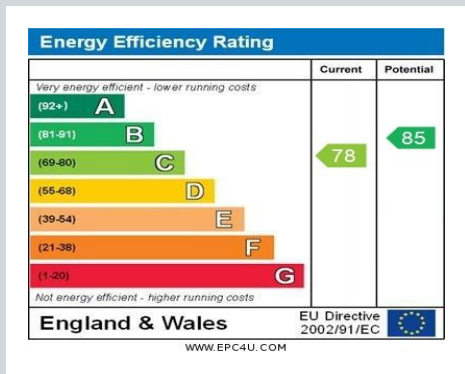 Energy Efficiency Rating
Current Potential
Very energy efficient - lower running costs
(92+) A
(81-91) B
85
(69-80) C
78
(55-68) D
(39-54) E
(21-38) F
(1-20) G
Not energy efficient - higher running costs
England & Wales
EU Directive
2002/91/EC
WWW.EPC4U.COM